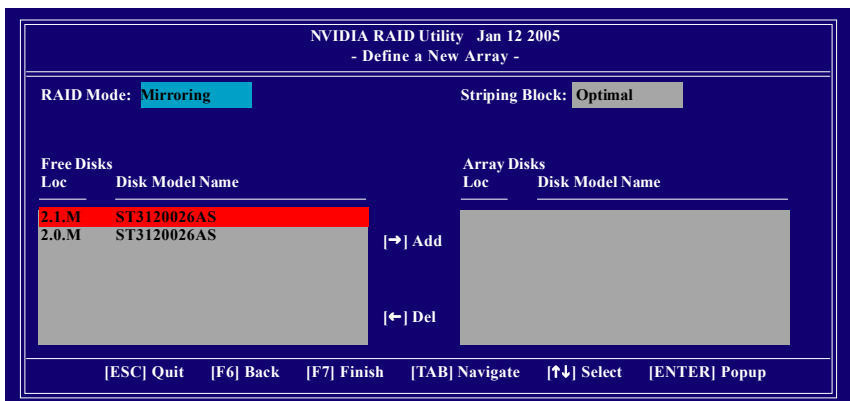 NVIDIA RAID Utility Jan 12 2005
- Define a New Array -
RAID Mode: Mirroring Striping Block: Optimal
Free Disks Array Disks
Loc Disk Model Name Loc Disk Model Name
2.1.M ST3120026AS
2.0.M ST3120026AS
[→] Add
[←] Del
[ESC] Quit [F6] Back [F7] Finish [TAB] Navigate [↑↓] Select [ENTER] Popup